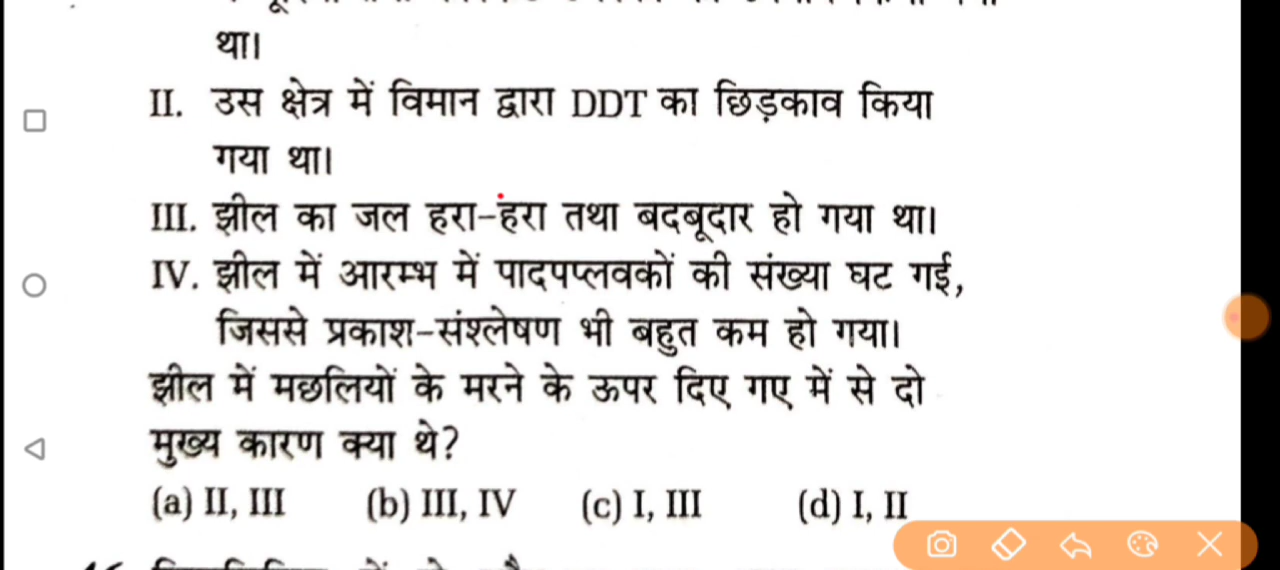 था।
II. उस क्षेत्र में विमान द्वारा DDT का छिड़काव किया
गया था।
III. झील का जल हरा-हरा तथा बदबूदार हो गया था।
IV. झील में आरम्भ में पादपप्लवकों की संख्या घट गई,
जिससे प्रकाश-संश्लेषण भी बहुत कम हो गया।
झील में मछलियों के मरने के ऊपर दिए गए में से दो
मुख्य कारण क्या थे?
(a) II, III (b) III, IV (c) I, III (d) I, II